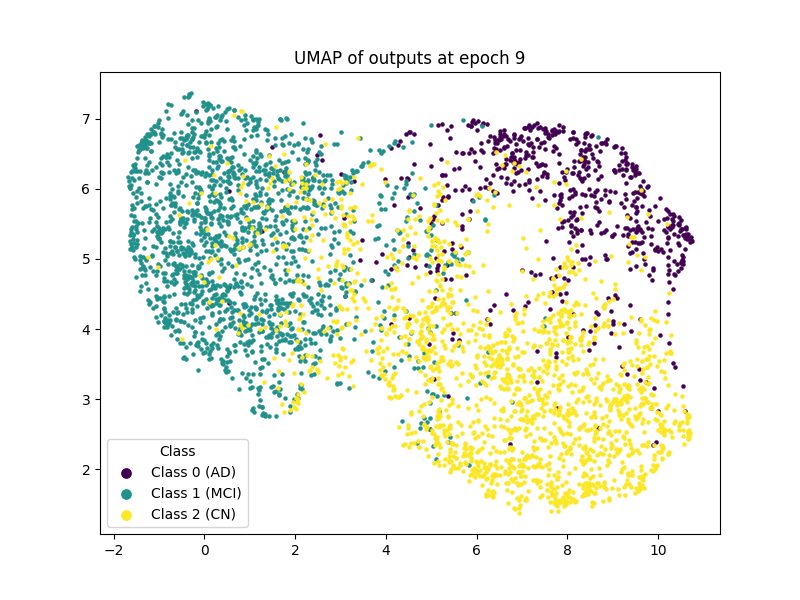 UMAP of outputs at epoch 9
7
6
5
4
3
2
Class
Class 0 (AD)
Class 1 (MCI)
Class 2 (CN)
−2
0
2
4
6
8
10